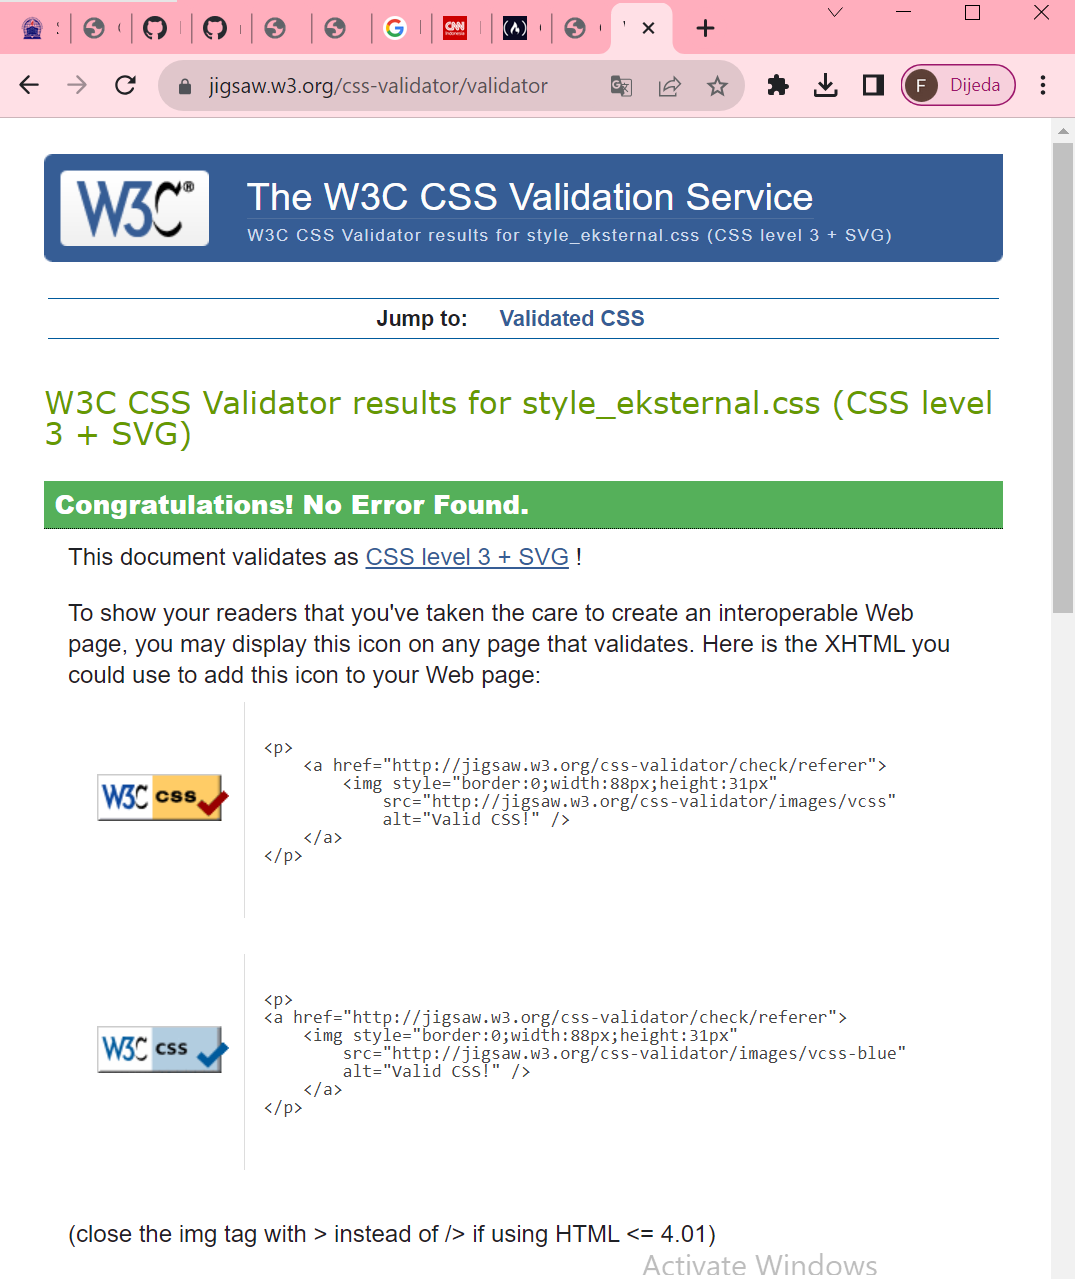 CNN
Indonesia
jigsaw.w3.org/css-validator/validator
F
Dijeda
W3C®
The W3C CSS Validation Service
W3C CSS Validator results for style_eksternal.css (CSS level 3 + SVG)
Jump to: Validated CSS
W3C CSS Validator results for style_eksternal.css (CSS level
3 + SVG)
Congratulations! No Error Found.
This document validates as CSS level 3 + SVG !
To show your readers that you've taken the care to create an interoperable Web
page, you may display this icon on any page that validates. Here is the XHTML you
could use to add this icon to your Web page:
W3C css
<p>
    <a href="http://jigsaw.w3.org/css-validator/check/referer">
        <img style="border:0;width:88px;height:31px"
            src="http://jigsaw.w3.org/css-validator/images/vcss"
            alt="Valid CSS!" />
    </a>
</p>
W3C css
<p>
<a href="http://jigsaw.w3.org/css-validator/check/referer">
    <img style="border:0;width:88px;height:31px"
        src="http://jigsaw.w3.org/css-validator/images/vcss-blue"
        alt="Valid CSS!" />
    </a>
</p>
(close the img tag with > instead of /> if using HTML <= 4.01)
Activate Windows